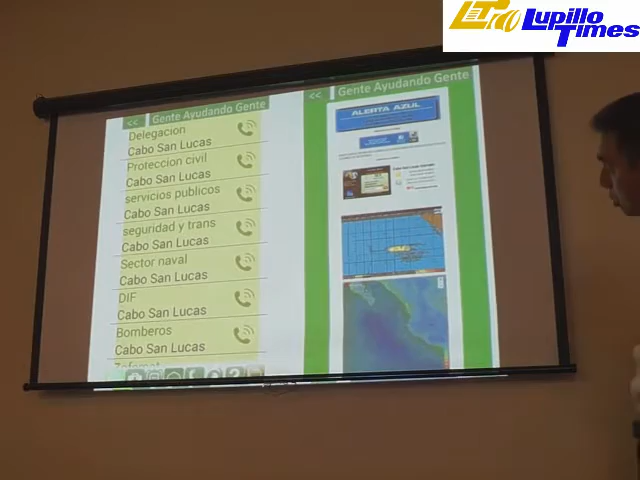 Lupillo
Times
<< Gente Ayudando Gente
Delegacion
Cabo San Lucas
Proteccion civil
Cabo San Lucas
servicios publicos
Cabo San Lucas
seguridad y trans
Cabo San Lucas
Sector naval
Cabo San Lucas
DIF
Cabo San Lucas
Bomberos
Cabo San Lucas
Zofemat
<< Gente Ayudando Gente
ALERTA AZUL